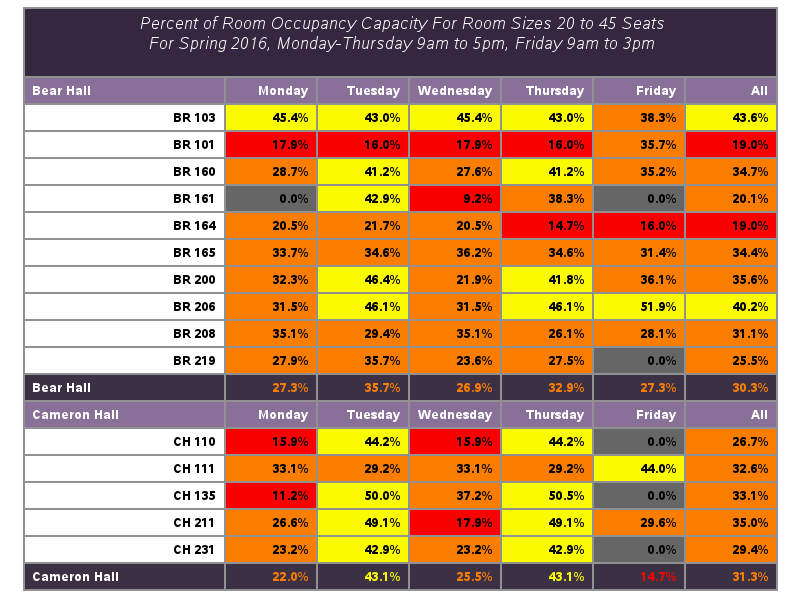 Percent of Room Occupancy Capacity For Room Sizes 20 to 45 Seats
For Spring 2016, Monday-Thursday 9am to 5pm, Friday 9am to 3pm
Bear Hall Monday Tuesday Wednesday Thursday Friday All
BR 103 45.4% 43.0% 45.4% 43.0% 38.3% 43.6%
BR 101 17.9% 16.0% 17.9% 16.0% 35.7% 19.0%
BR 160 28.7% 41.2% 27.6% 41.2% 35.2% 34.7%
BR 161 0.0% 42.9% 9.2% 38.3% 0.0% 20.1%
BR 164 20.5% 21.7% 20.5% 14.7% 16.0% 19.0%
BR 165 33.7% 34.6% 36.2% 34.6% 31.4% 34.4%
BR 200 32.3% 46.4% 21.9% 41.8% 36.1% 35.6%
BR 206 31.5% 46.1% 31.5% 46.1% 51.9% 40.2%
BR 208 35.1% 29.4% 35.1% 26.1% 28.1% 31.1%
BR 219 27.9% 35.7% 23.6% 27.5% 0.0% 25.5%
Bear Hall 27.3% 35.7% 26.9% 32.9% 27.3% 30.3%
Cameron Hall Monday Tuesday Wednesday Thursday Friday All
CH 110 15.9% 44.2% 15.9% 44.2% 0.0% 26.7%
CH 111 33.1% 29.2% 33.1% 29.2% 44.0% 32.6%
CH 135 11.2% 50.0% 37.2% 50.5% 0.0% 33.1%
CH 211 26.6% 49.1% 17.9% 49.1% 29.6% 35.0%
CH 231 23.2% 42.9% 23.2% 42.9% 0.0% 29.4%
Cameron Hall 22.0% 43.1% 25.5% 43.1% 14.7% 31.3%